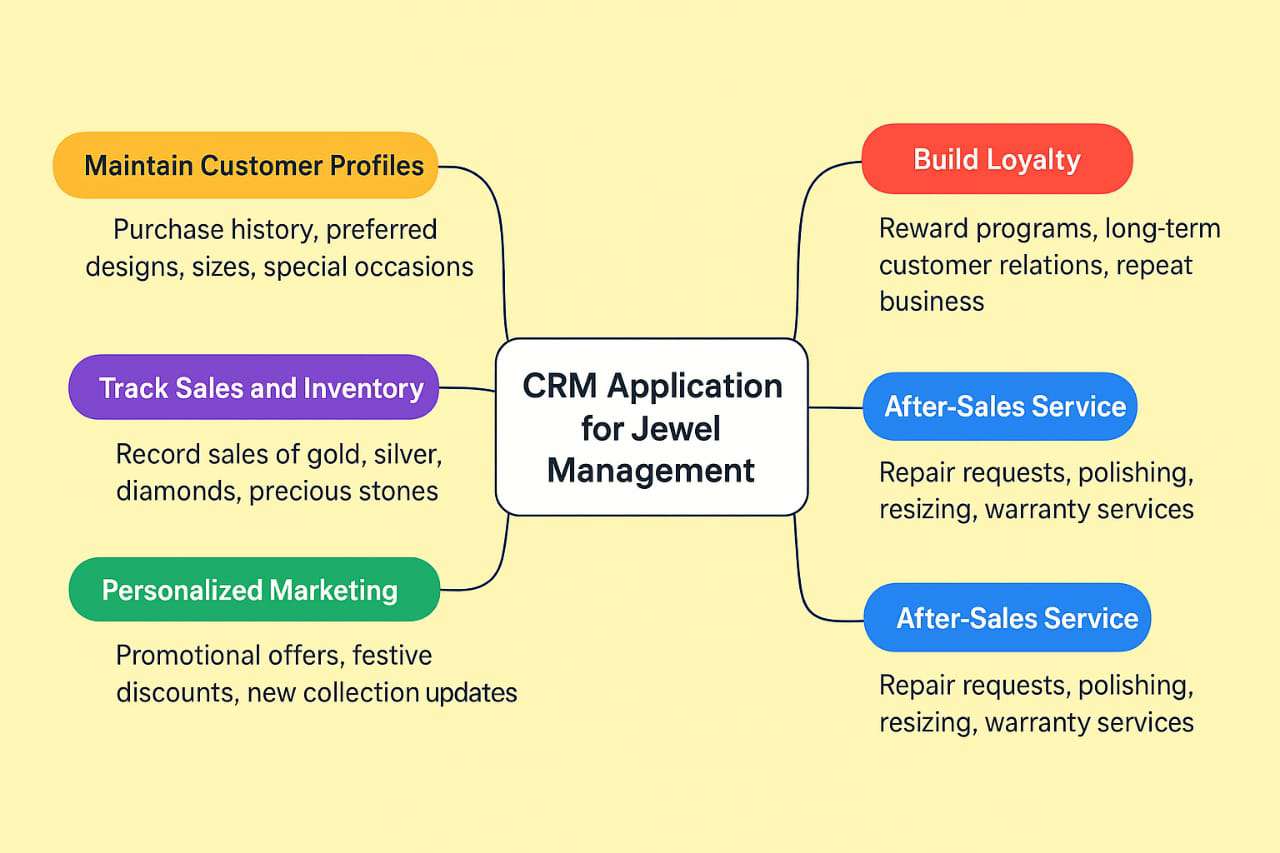 Maintain Customer Profiles
Purchase history, preferred
designs, sizes, special occasions
Track Sales and Inventory
Record sales of gold, silver,
diamonds, precious stones
Personalized Marketing
Promotional offers, festive
discounts, new collection updates
CRM Application
for Jewel
Management
Build Loyalty
Reward programs, long-term
customer relations, repeat
business
After-Sales Service
Repair requests, polishing,
resizing, warranty services
After-Sales Service
Repair requests, polishing,
resizing, warranty services